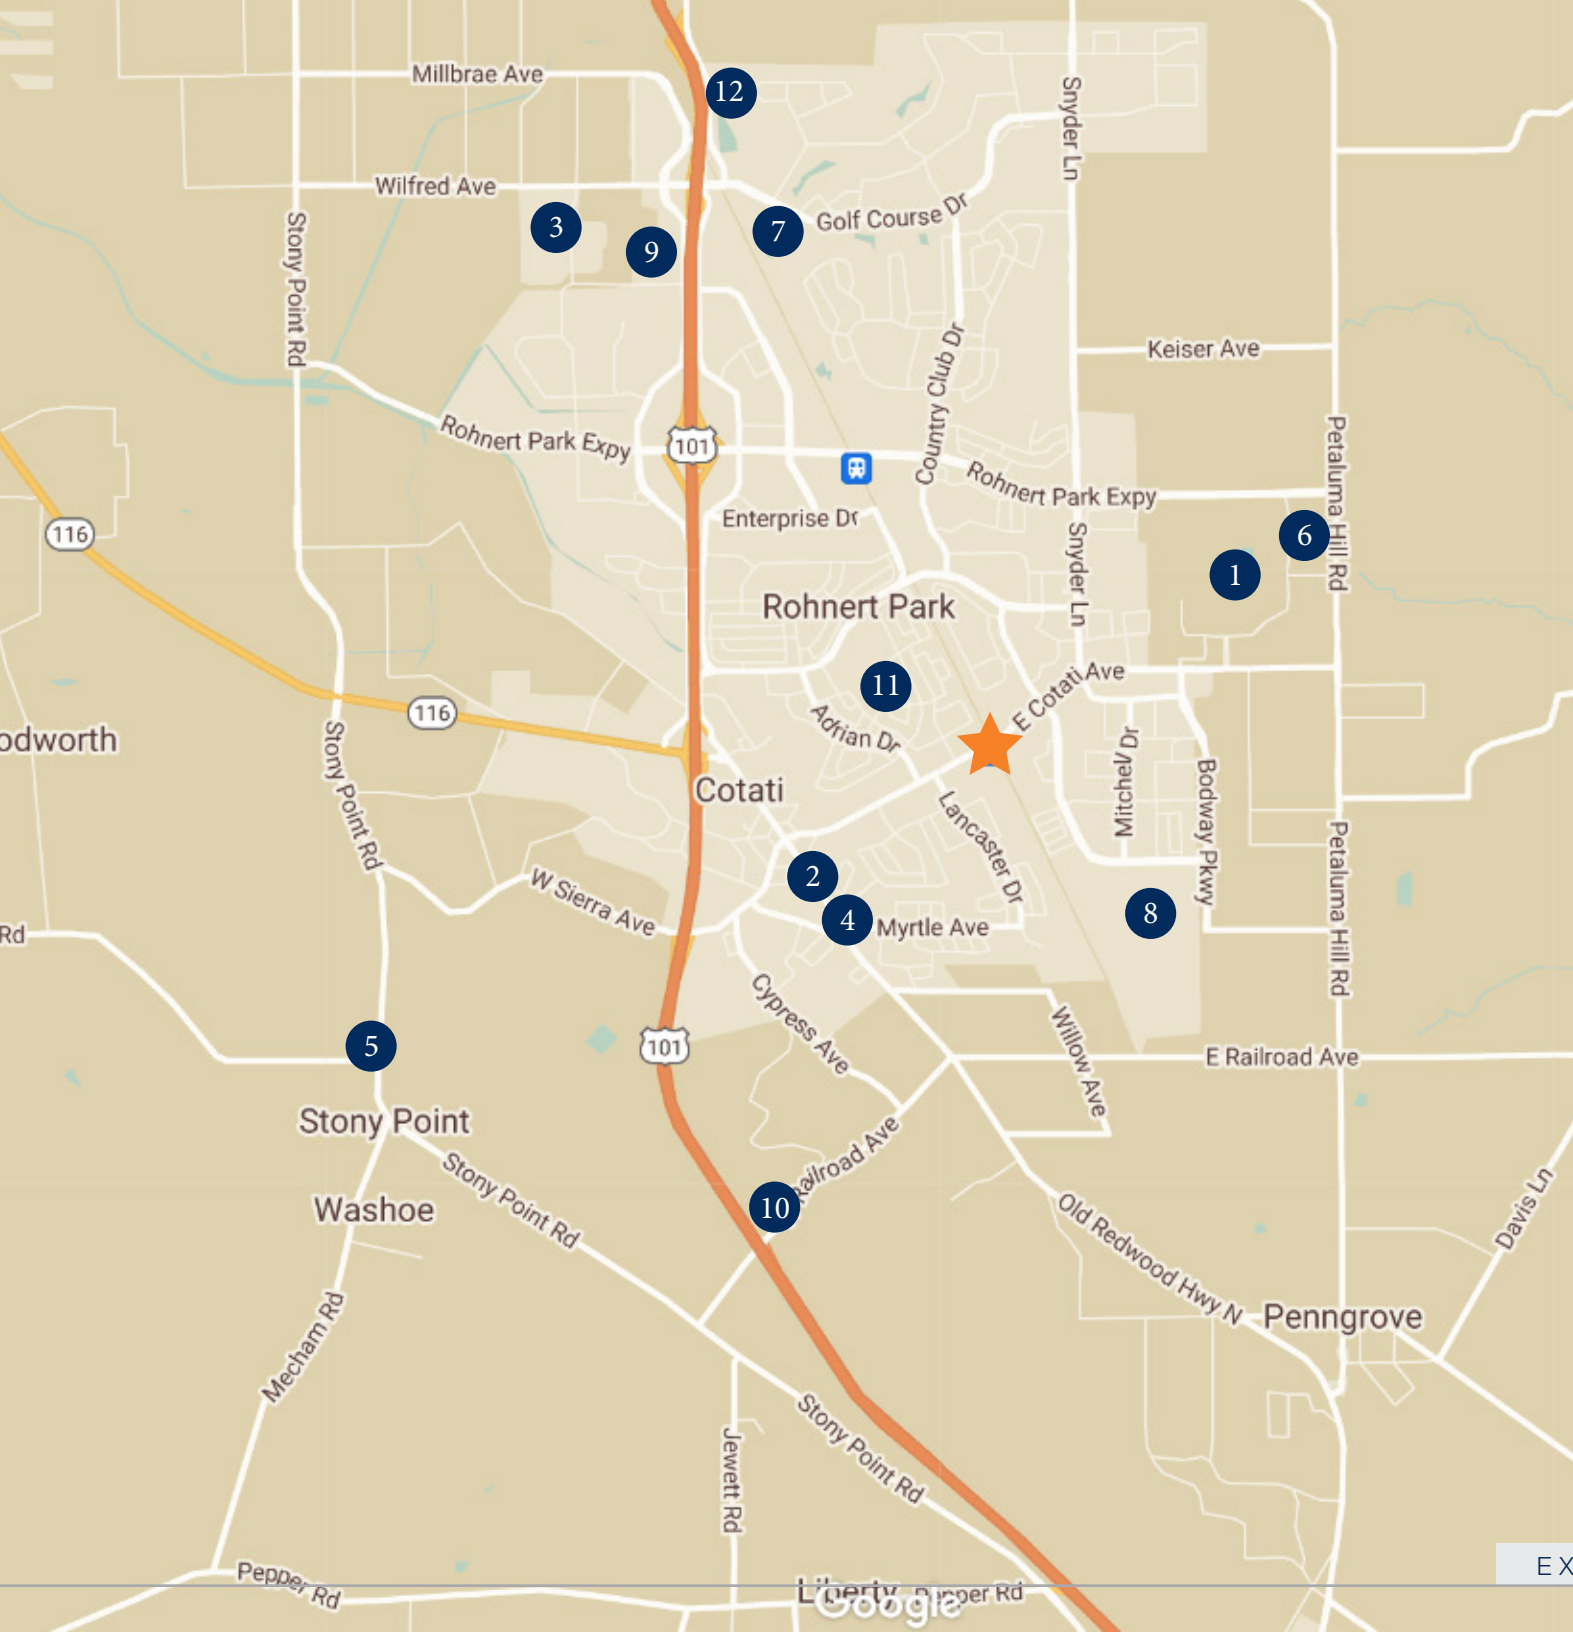 Millbrae Ave
12
Snyder Ln
Wilfred Ave
3
9
7
Golf Course Dr
Stony Point Rd
Keiser Ave
Country Club Dr
Rohnert Park Expy
101
Rohnert Park Expy
Petaluma Hill Rd
116
Enterprise Dr
Snyder Ln
6
1
Rohnert Park
11
E Cotati Ave
116
Adrian Dr
odworth
Stony Point Rd
Cotati
Mitchell Dr
Bodway Pkwy
Lancaster Dr
Petaluma Hill Rd
W Sierra Ave
2
4
Myrtle Ave
8
Rd
Cypress Ave
Willow Ave
5
101
E Railroad Ave
Stony Point
Railroad Ave
Stony Point Rd
Washoe
10
Old Redwood Hwy N
Davis Ln
Penngrove
Mecham Rd
Stony Point Rd
Jewett Rd
E X
Pepper Rd
Liberty
Pepper Rd
Google